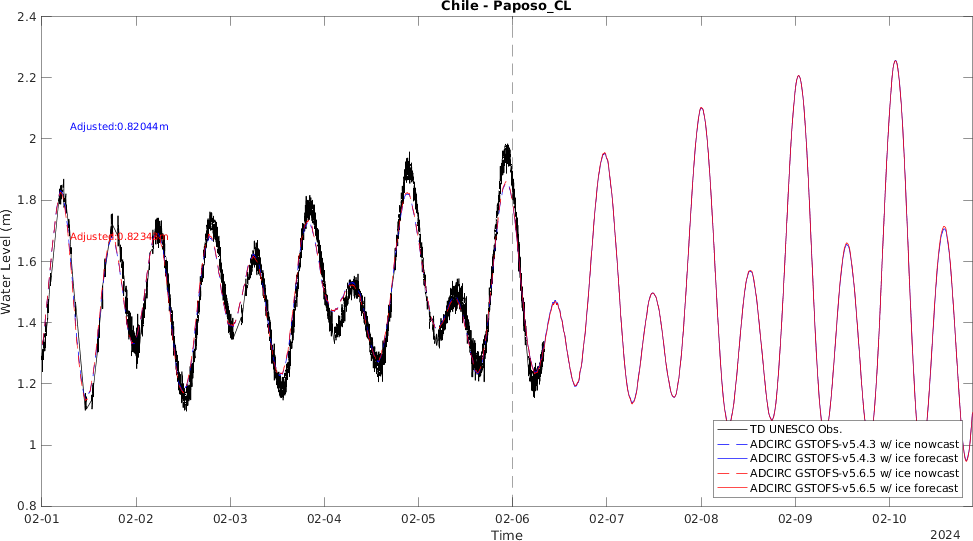 Chile - Paposo_CL
2.4
2.2
2
1.8
1.6
1.4
1.2
1
0.8
Water Level (m)
Adjusted:0.82044m
TD UNESCO Obs.
ADCIRC GSTOFS-v5.4.3 w/ ice nowcast
ADCIRC GSTOFS-v5.4.3 w/ ice forecast
ADCIRC GSTOFS-v5.6.5 w/ ice nowcast
ADCIRC GSTOFS-v5.6.5 w/ ice forecast
02-01 02-02 02-03 02-04 02-05 02-06 02-07 02-08 02-09 02-10
Time
2024